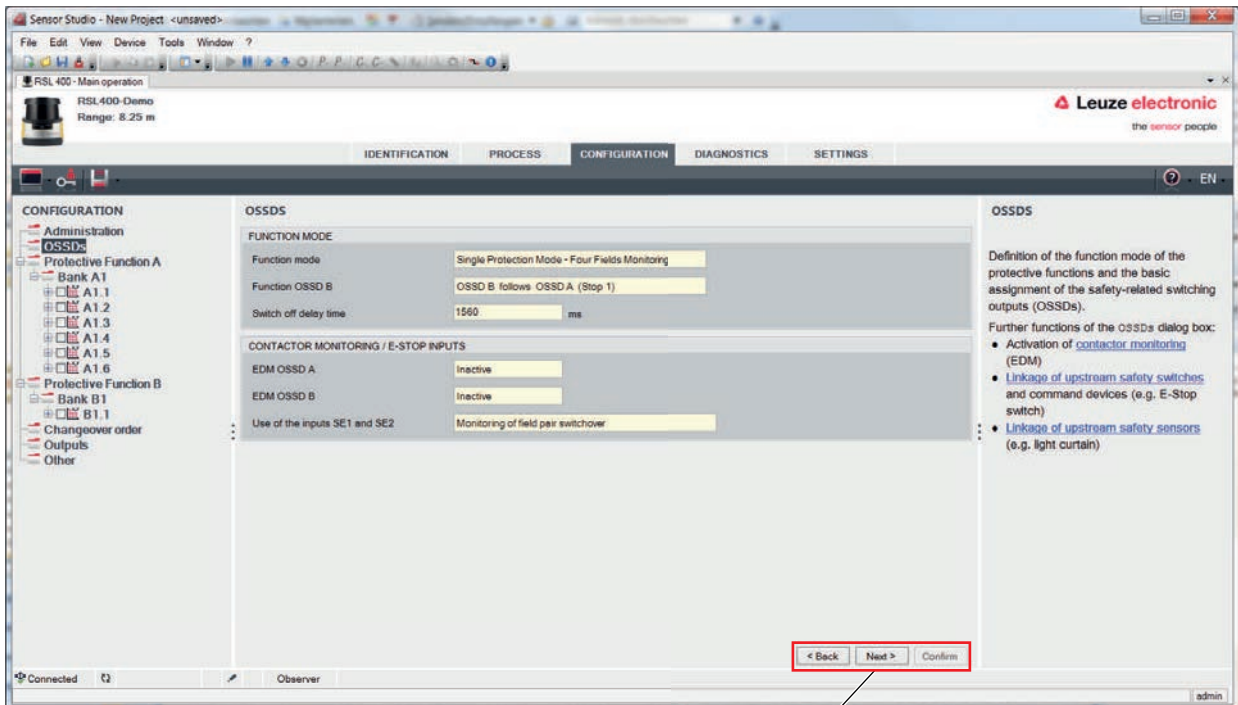 Sensor Studio - New Project <unsaved>
File Edit View Device Tools Window ?
RSL 400 - Main operation
RSL400-Demo
Range: 8.25 m
Leuze electronic
the sensor people
IDENTIFICATION PROCESS CONFIGURATION DIAGNOSTICS SETTINGS
EN
CONFIGURATION
Administration
OSSDs
Protective Function A
Bank A1
A1.1
A1.2
A1.3
A1.4
A1.5
A1.6
Protective Function B
Bank B1
B1.1
Changeover order
Outputs
Other
OSSDS
FUNCTION MODE
Function mode Single Protection Mode - Four Fields Monitoring
Function OSSD B OSSD B follows OSSD A (Stop 1)
Switch off delay time 1560 ms
CONTACTOR MONITORING / E-STOP INPUTS
EDM OSSD A Inactive
EDM OSSD B Inactive
Use of the inputs SE1 and SE2 Monitoring of field pair switchover
< Back Next > Confirm
OSSDS
Definition of the function mode of the
protective functions and the basic
assignment of the safety-related switching
outputs (OSSDs).
Further functions of the OSSDs dialog box:
• Activation of contactor monitoring
(EDM)
• Linkage of upstream safety switches
and command devices (e.g. E-Stop
switch)
• Linkage of upstream safety sensors
(e.g. light curtain)
Connected Observer
admin